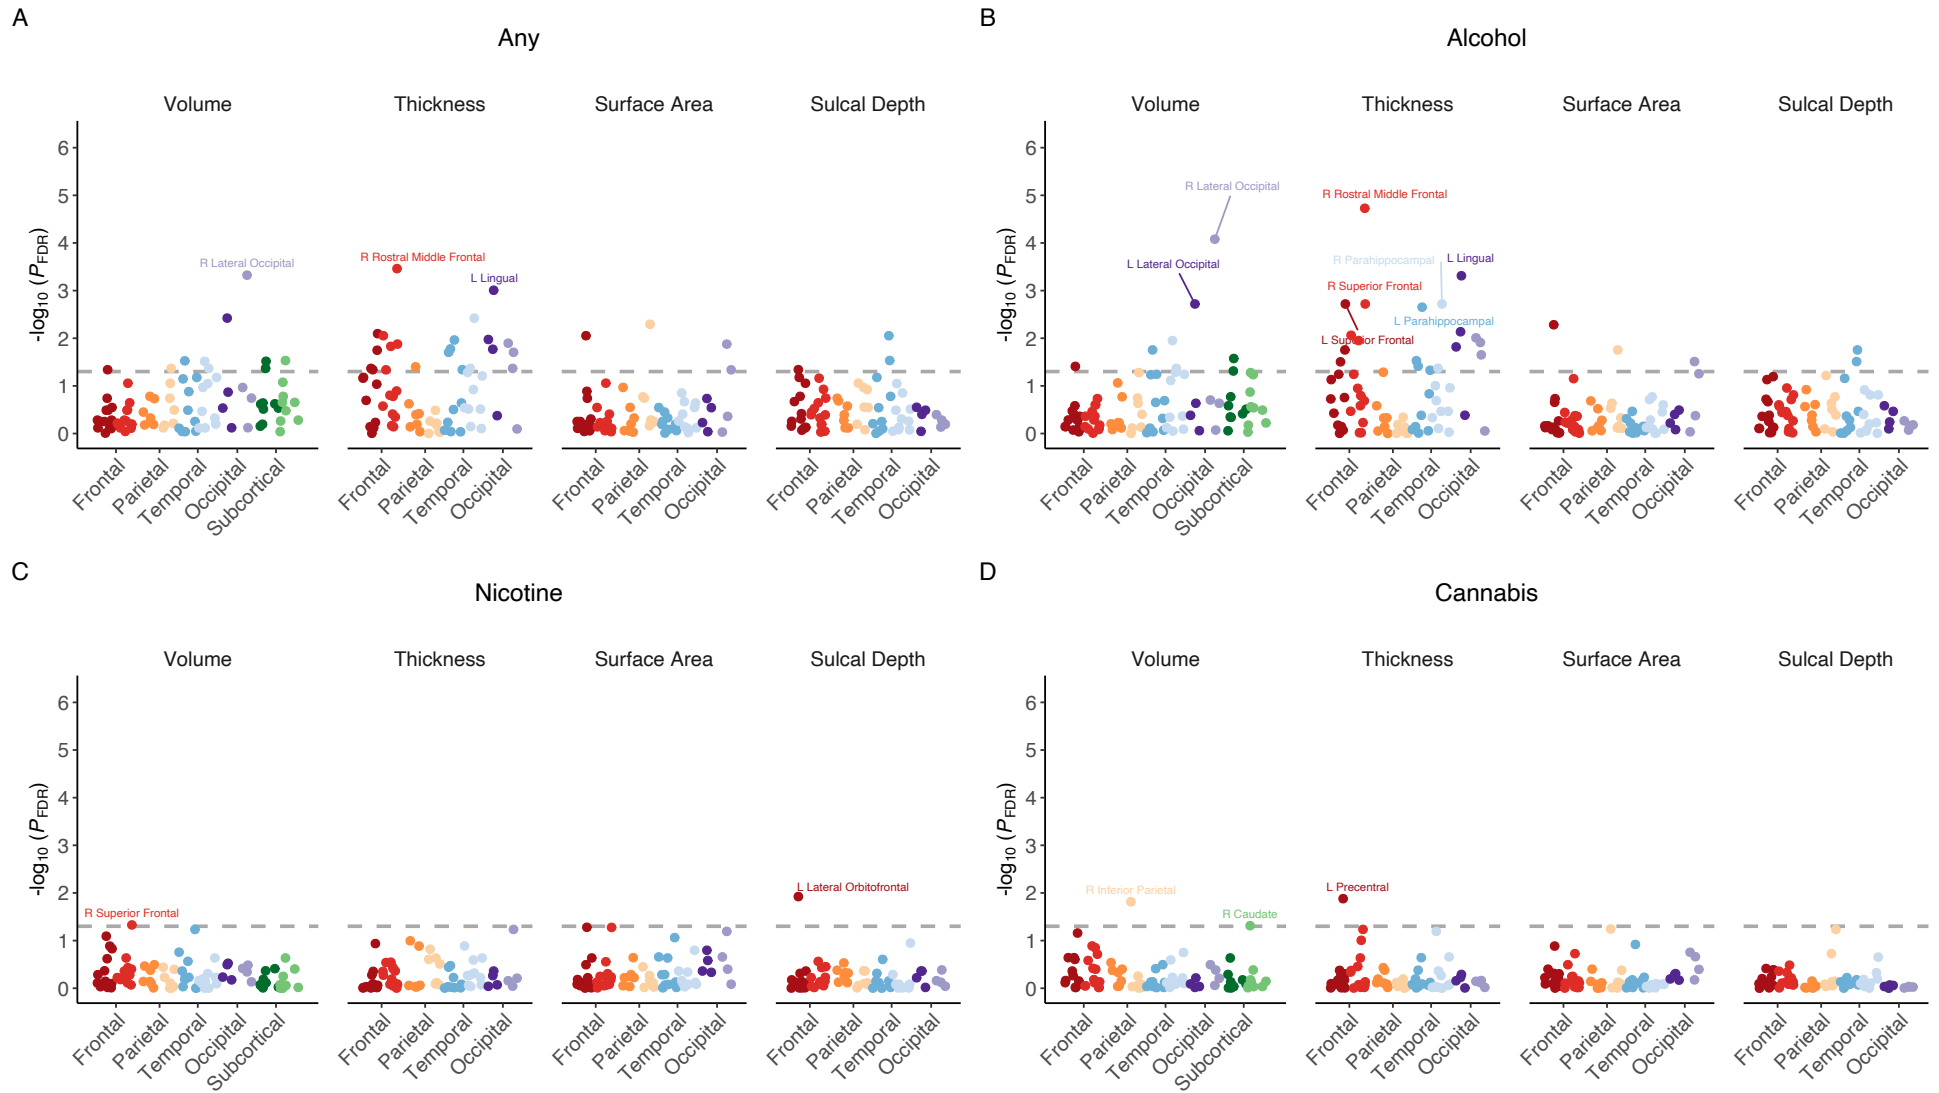 A
Any
Volume
Thickness
Surface Area
Sulcal Depth
-log10 (PFDR)
6
5
4
3
2
1
0
R Lateral Occipital
R Rostral Middle Frontal
L Lingual
Frontal
Parietal
Temporal
Occipital
Subcortical
Frontal
Parietal
Temporal
Occipital
Frontal
Parietal
Temporal
Occipital
Frontal
Parietal
Temporal
Occipital
B
Alcohol
Volume
Thickness
Surface Area
Sulcal Depth
-log10 (PFDR)
6
5
4
3
2
1
0
R Lateral Occipital
L Lateral Occipital
R Rostral Middle Frontal
R Parahippocampal
L Lingual
R Superior Frontal
L Parahippocampal
L Superior Frontal
Frontal
Parietal
Temporal
Occipital
Subcortical
Frontal
Parietal
Temporal
Occipital
Frontal
Parietal
Temporal
Occipital
Frontal
Parietal
Temporal
Occipital
C
Nicotine
Volume
Thickness
Surface Area
Sulcal Depth
-log10 (PFDR)
6
5
4
3
2
1
0
R Superior Frontal
L Lateral Orbitofrontal
Frontal
Parietal
Temporal
Occipital
Subcortical
Frontal
Parietal
Temporal
Occipital
Frontal
Parietal
Temporal
Occipital
Frontal
Parietal
Temporal
Occipital
D
Cannabis
Volume
Thickness
Surface Area
Sulcal Depth
-log10 (PFDR)
6
5
4
3
2
1
0
R Inferior Parietal
R Caudate
L Precentral
Frontal
Parietal
Temporal
Occipital
Subcortical
Frontal
Parietal
Temporal
Occipital
Frontal
Parietal
Temporal
Occipital
Frontal
Parietal
Temporal
Occipital